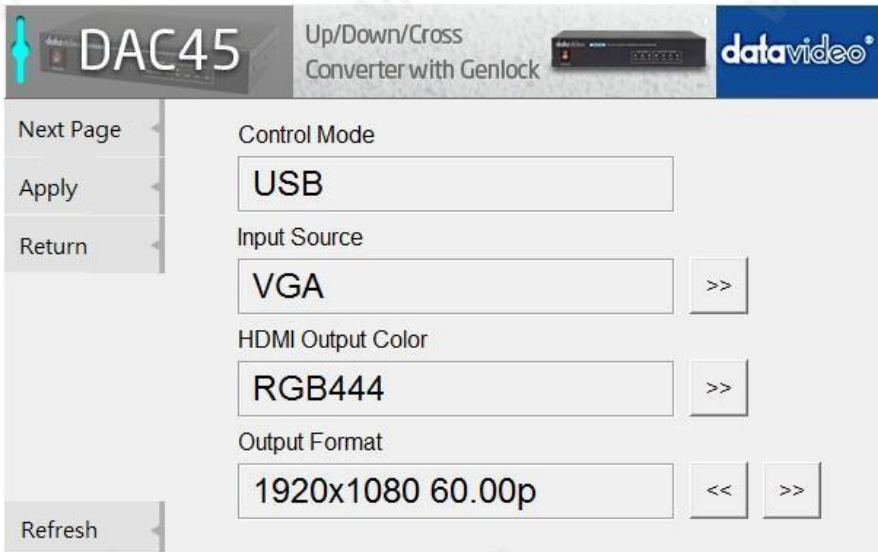 DAC45
Up/Down/Cross
Converter with Genlock
datavideo
Next Page
Apply
Return
Control Mode
USB
Input Source
VGA
>>
HDMI Output Color
RGB444
>>
Output Format
1920x1080 60.00p
<< >>
Refresh